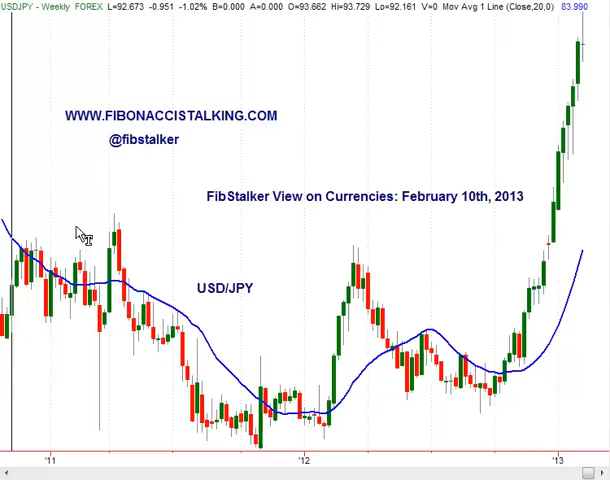 USDJPY - Weekly FOREX L=92.673 -0.951 -1.02% B=0.000 A=0.000 O=93.662 Hi=93.729 Lo=92.161 V=0 Mov Avg 1 Line (Close,20,0) 83.990
WWW.FIBONACCISTALKING.COM
@fibstalker
FibStalker View on Currencies: February 10th, 2013
USD/JPY
'11 '12 '13